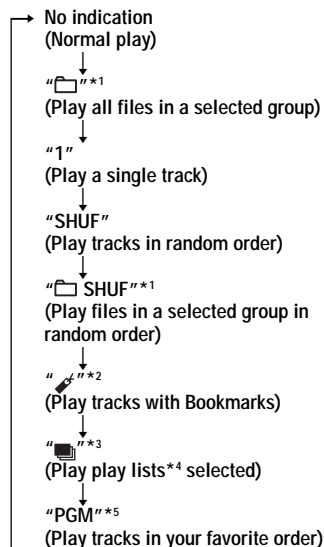 No indication
(Normal play)
“ ”*1
(Play all files in a selected group)
“1”
(Play a single track)
“SHUF”
(Play tracks in random order)
“ SHUF”*1
(Play files in a selected group in
random order)
“ ”*2
(Play tracks with Bookmarks)
“ ”*3
(Play play lists*4 selected)
“PGM”*5
(Play tracks in your favorite order)